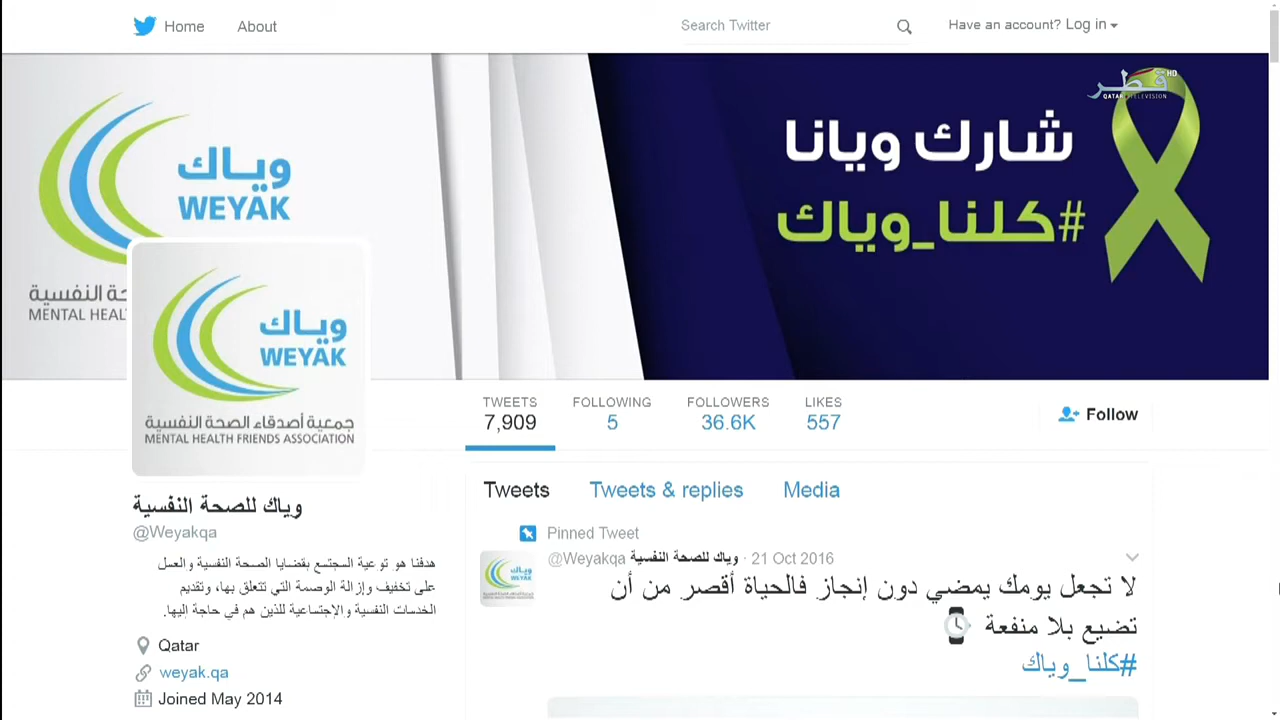 Home
About
Search Twitter
Have an account? Log in
قطر
HD
QATAR TELEVISION
وياك
WEYAK
حة النفسية
MENTAL HEAL
شارك ويانا
#كلنا_وياك
وياك
WEYAK
جمعية أصدقاء الصحة النفسية
MENTAL HEALTH FRIENDS ASSOCIATION
TWEETS
7,909
FOLLOWING
5
FOLLOWERS
36.6K
LIKES
557
Follow
وياك للصحة النفسية
@Weyakqa
هدفنا هو توعية المجتمع بقضايا الصحة النفسية والعمل
على تخفيف وإزالة الوصمة التي تتعلق بها، وتقديم
الخدمات النفسية والاجتماعية للذين هم في حاجة إليها.
Qatar
weyak.qa
Joined May 2014
Tweets
Tweets & replies
Media
Pinned Tweet
@Weyakqa وياك للصحة النفسية · 21 Oct 2016
لا تجعل يومك يمضي دون إنجاز فالحياة أقصر من أن
تضيع بلا منفعة
#كلنا_وياك
وياك
WEYAK